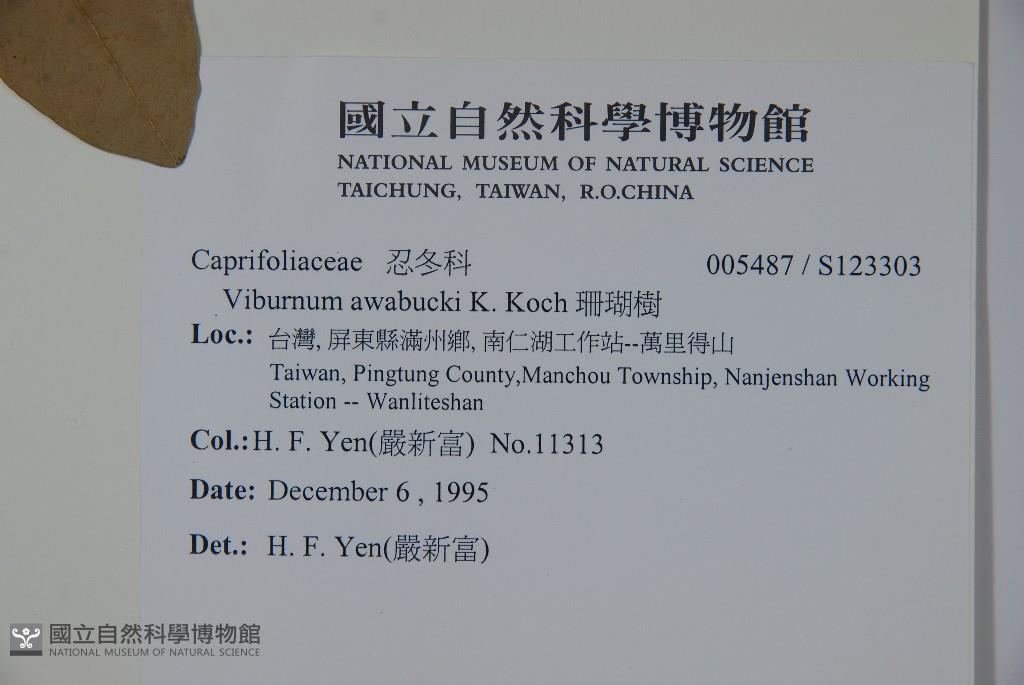 國立自然科學博物館
NATIONAL MUSEUM OF NATURAL SCIENCE
TAICHUNG, TAIWAN, R.O.CHINA
Caprifoliaceae 忍冬科 005487 / S123303
Viburnum awabucki K. Koch 珊瑚樹
Loc.: 台灣, 屏東縣滿州鄉, 南仁湖工作站--萬里得山
Taiwan, Pingtung County,Manchou Township, Nanjenshan Working
Station -- Wanliteshan
Col.:H. F. Yen(嚴新富) No.11313
Date: December 6 , 1995
Det.: H. F. Yen(嚴新富)
國立自然科學博物館
NATIONAL MUSEUM OF NATURAL SCIENCE